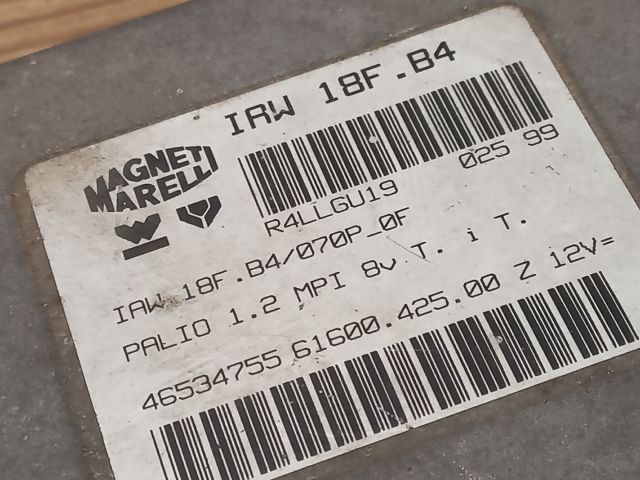 IAW 18F.B4
MAGNETI
MARELLI
R4LLGU19
025 99
IAW 18F.B4/070P_0F
PALIO 1.2 MPI 8v T. i T.
46534755 61600.425.00 Z 12V=